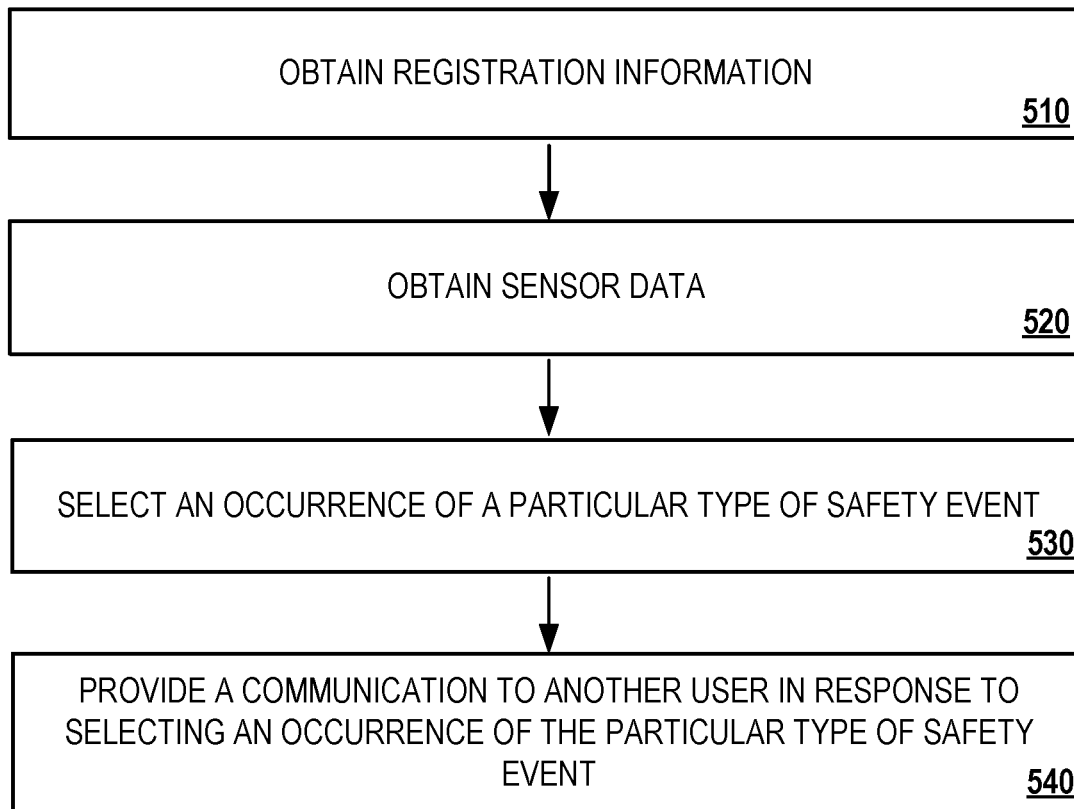 OBTAIN REGISTRATION INFORMATION
510
OBTAIN SENSOR DATA
520
SELECT AN OCCURRENCE OF A PARTICULAR TYPE OF SAFETY EVENT
530
PROVIDE A COMMUNICATION TO ANOTHER USER IN RESPONSE TO
SELECTING AN OCCURRENCE OF THE PARTICULAR TYPE OF SAFETY
EVENT
540